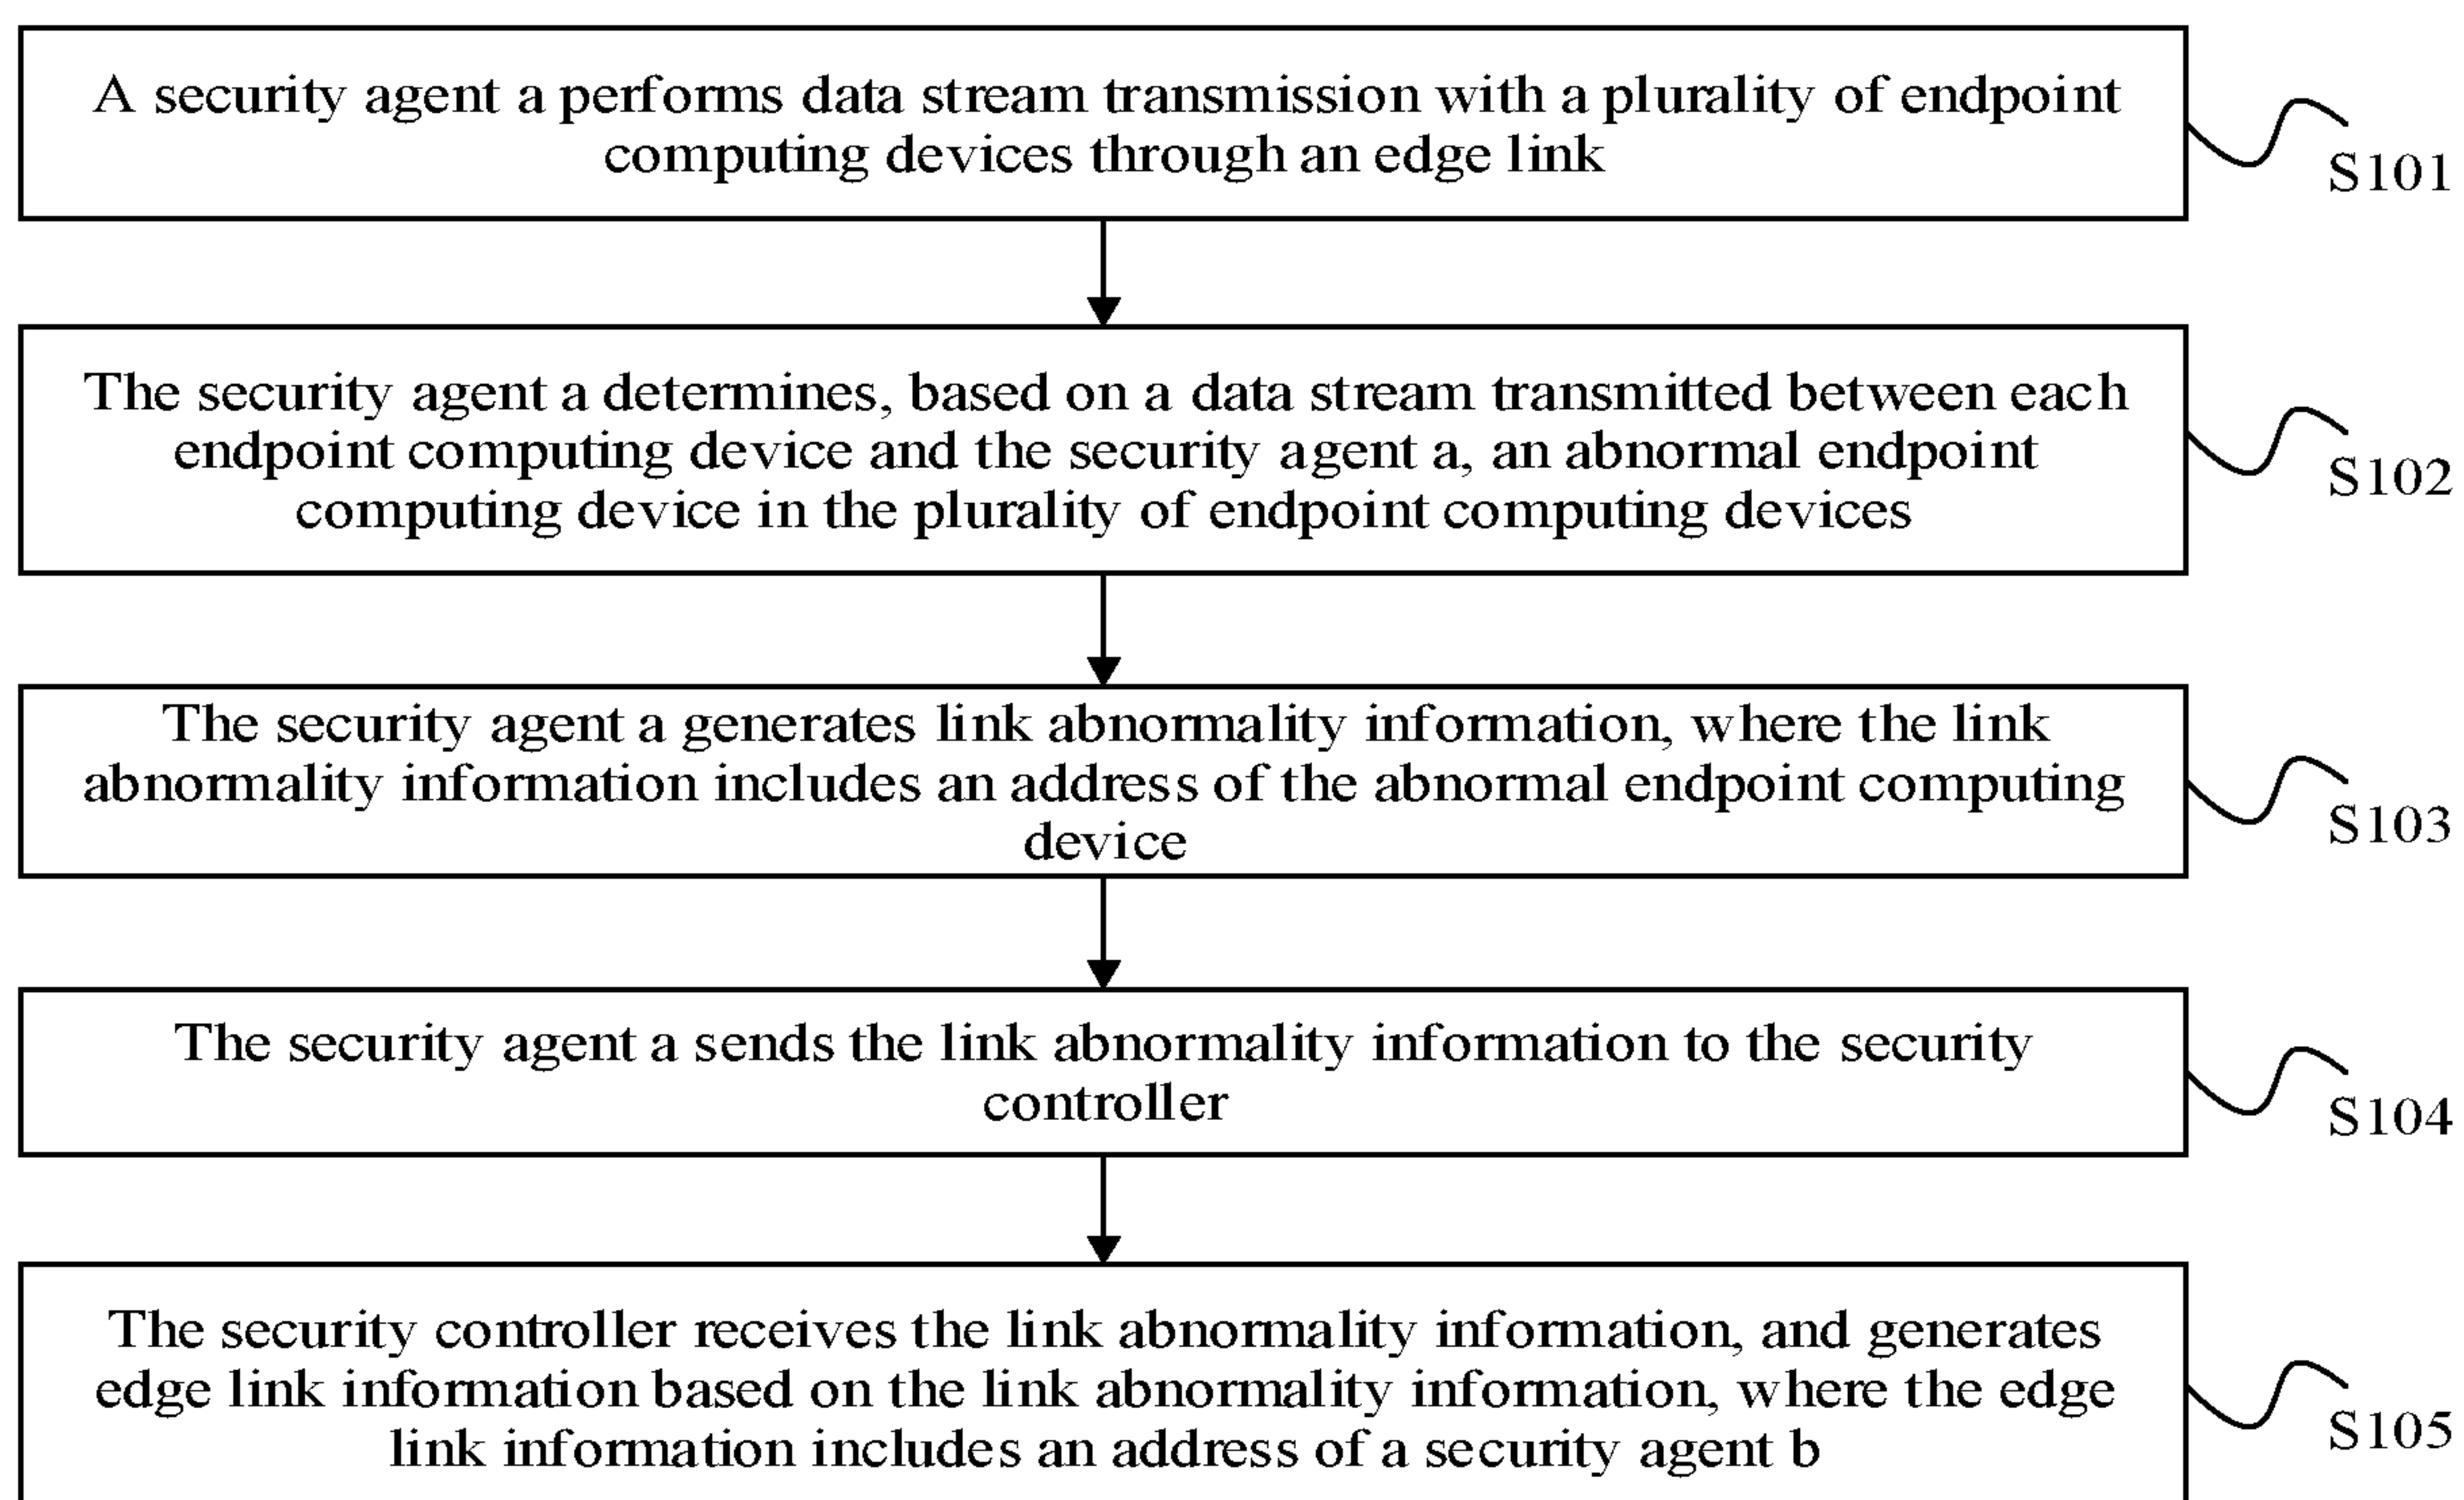 A security agent a performs data stream transmission with a plurality of endpoint
computing devices through an edge link
S101
The security agent a determines, based on a data stream transmitted between each
endpoint computing device and the security agent a, an abnormal endpoint
computing device in the plurality of endpoint computing devices
S102
The security agent a generates link abnormality information, where the link
abnormality information includes an address of the abnormal endpoint computing
device
S103
The security agent a sends the link abnormality information to the security
controller
S104
The security controller receives the link abnormality information, and generates
edge link information based on the link abnormality information, where the edge
link information includes an address of a security agent b
S105